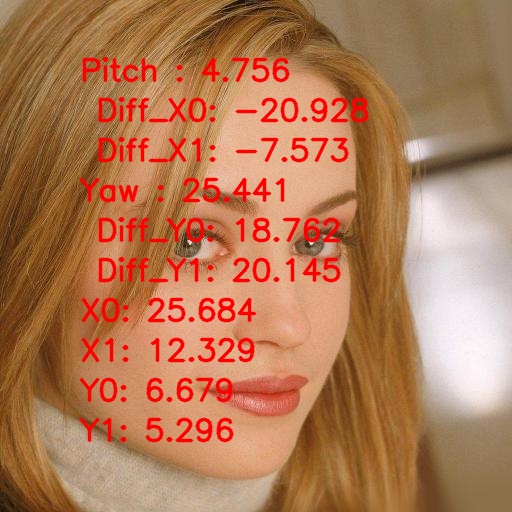 Pitch : 4.756
Diff_X0: -20.928
Diff_X1: -7.573
Yaw : 25.441
Diff_Y0: 18.762
Diff_Y1: 20.145
X0: 25.684
X1: 12.329
Y0: 6.679
Y1: 5.296